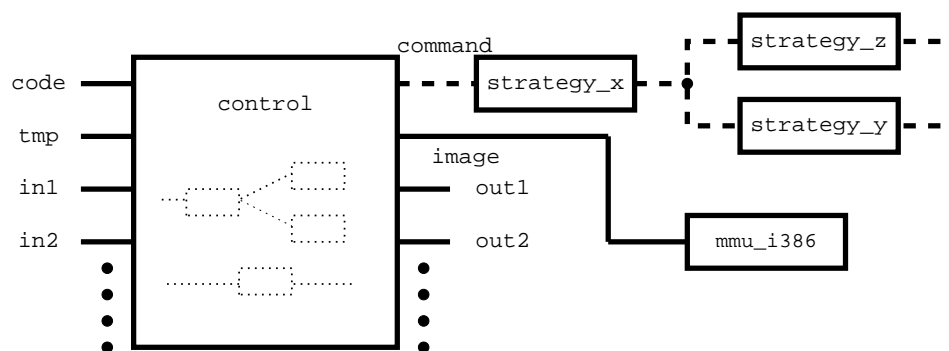 command
strategy_z
code
control
strategy_x
tmp
strategy_y
image
in1
out1
in2
out2
mmu_i386